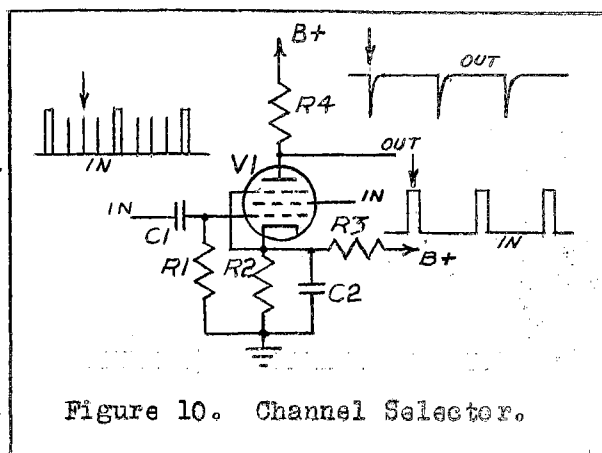 B+
OUT
R4
IN
V1
OUT
IN
IN
C1
R3
IN
B+
R1
R2
C2
Figure 10. Channel Selector.